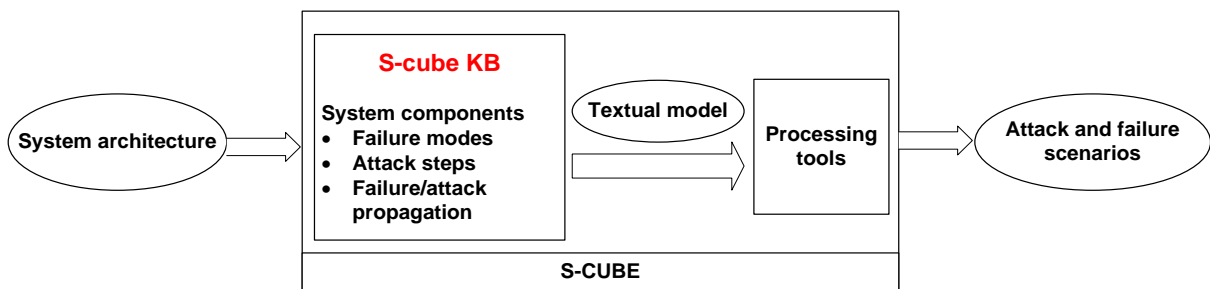 System architecture
S-cube KB
System components
• Failure modes
• Attack steps
• Failure/attack
propagation
Textual model
Processing
tools
Attack and failure
scenarios
S-CUBE